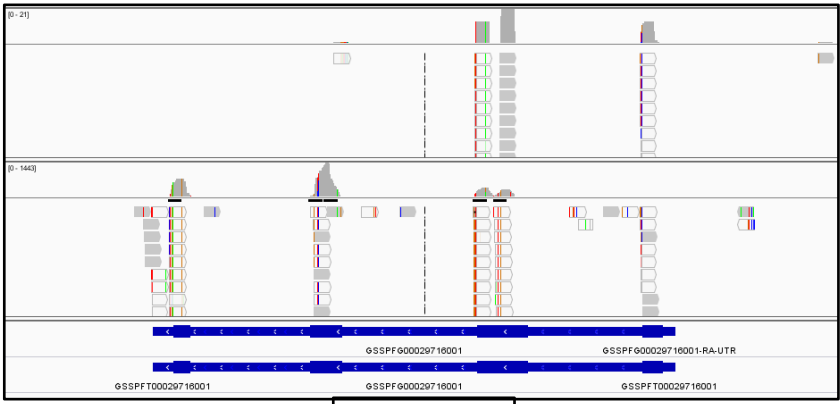 [0 - 21]
[0 - 1443]
GSSPFG00029716001 GSSPFG00029716001-RA-UTR
GSSPFT00029716001 GSSPFG00029716001 GSSPFT00029716001